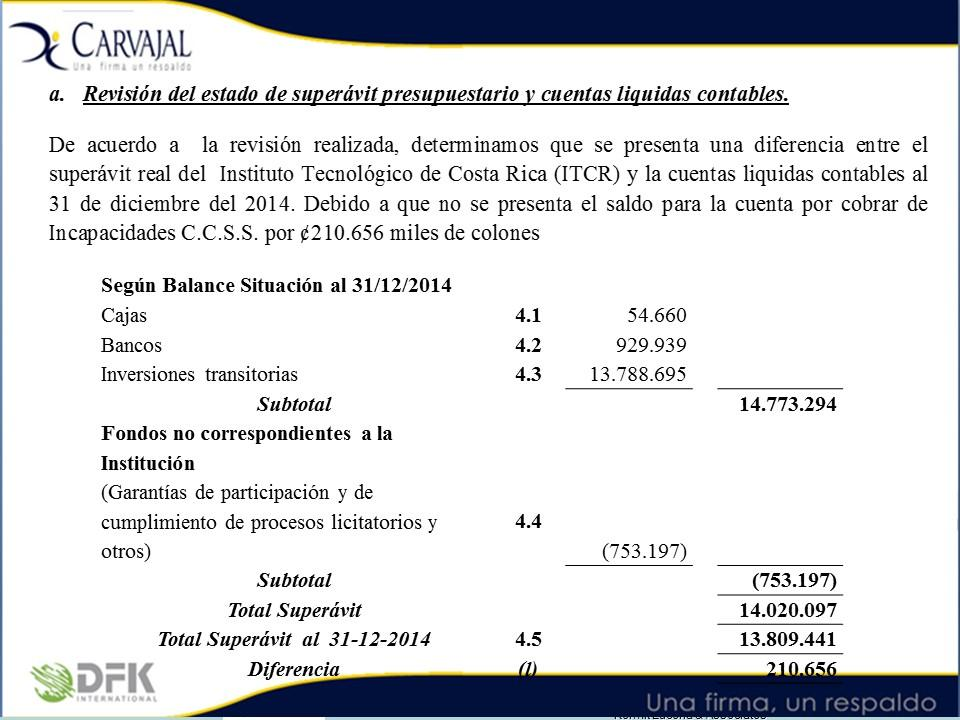 CARVAJAL
Una firma un respaldo
a. Revisión del estado de superávit presupuestario y cuentas liquidas contables.
De acuerdo a la revisión realizada, determinamos que se presenta una diferencia entre el
superávit real del Instituto Tecnológico de Costa Rica (ITCR) y la cuentas liquidas contables al
31 de diciembre del 2014. Debido a que no se presenta el saldo para la cuenta por cobrar de
Incapacidades C.C.S.S. por ¢210.656 miles de colones
Según Balance Situación al 31/12/2014
Cajas 4.1 54.660
Bancos 4.2 929.939
Inversiones transitorias 4.3 13.788.695
Subtotal 14.773.294
Fondos no correspondientes a la
Institución
(Garantías de participación y de
cumplimiento de procesos licitatorios y 4.4
otros) (753.197)
Subtotal (753.197)
Total Superávit 14.020.097
Total Superávit al 31-12-2014 4.5 13.809.441
Diferencia (l) 210.656
DFK
INTERNATIONAL
Una firma, un respaldo